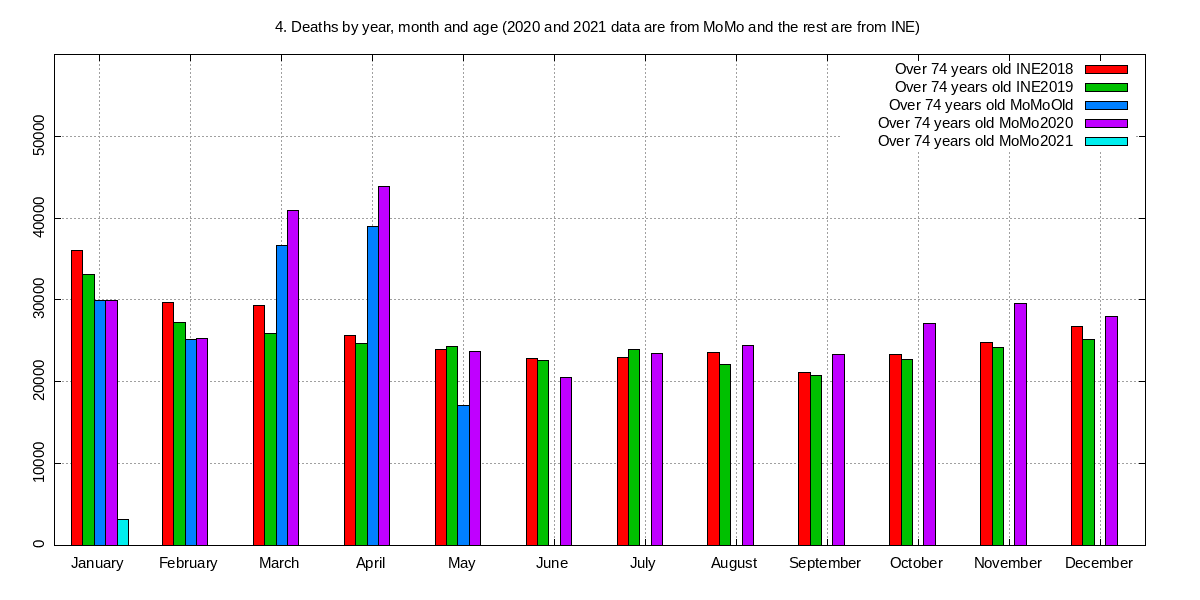 4. Deaths by year, month and age (2020 and 2021 data are from MoMo and the rest are from INE)
Over 74 years old INE2018
Over 74 years old INE2019
Over 74 years old MoMoOld
Over 74 years old MoMo2020
Over 74 years old MoMo2021
50000
40000
30000
20000
10000
0
January February March April May June July August September October November December